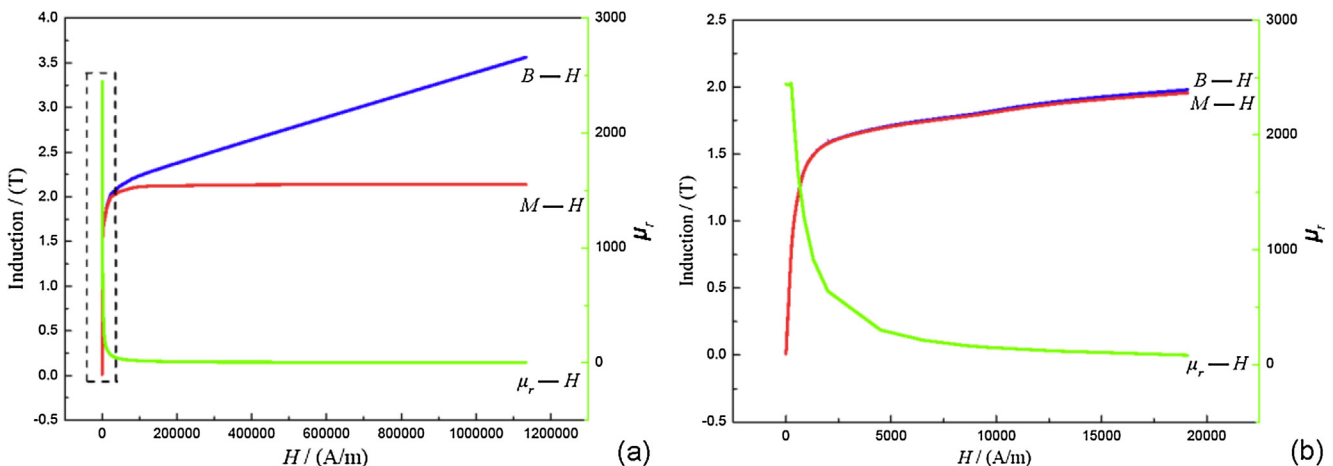 4.0
3.5
3.0
2.5
2.0
1.5
1.0
0.5
0.0
-0.5
Induction / (T)
0 200000 400000 600000 800000 1000000 1200000
H / (A/m)
3000
2000
1000
0
μr
B — H
M — H
μr — H
(a)
2.5
2.0
1.5
1.0
0.5
0.0
-0.5
Induction / (T)
0 5000 10000 15000 20000
H / (A/m)
3000
2000
1000
0
μr
B — H
M — H
μr — H
(b)